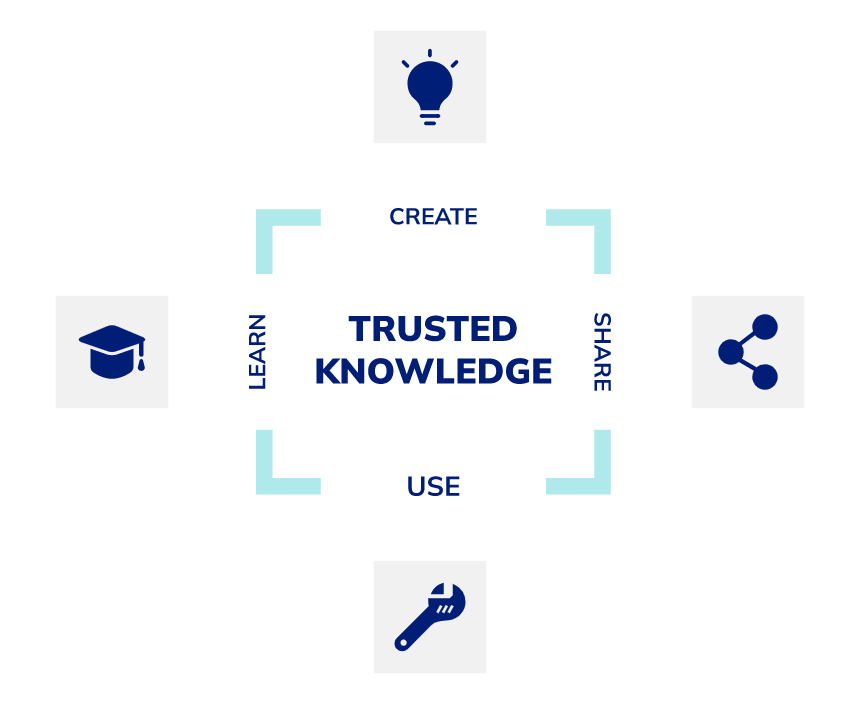 CREATE
LEARN
TRUSTED
KNOWLEDGE
SHARE
USE